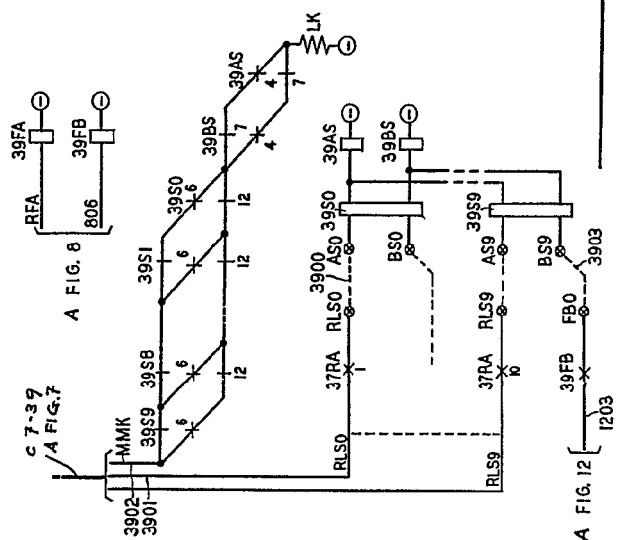 C 7-39
A FIG.7
MMK
3902
3901
39S9
6
39S8
6
12
39S1
6
12
39S0
6
12
39BS
7
4
39AS
4
7
LK
RFA
39FA
806
39FB
A FIG. 8
RLS0
37RA
1
RLS0
3900
AS0
39S0
39AS
BS0
39BS
RLS9
37RA
10
RLS9
AS9
39S9
BS9
3903
FB0
39FB
1203
A FIG. 12